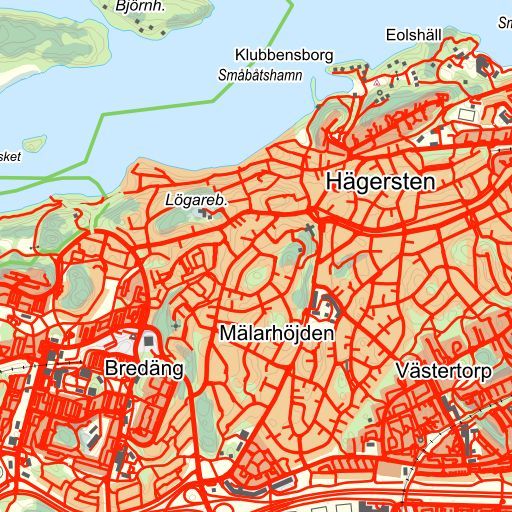 Björnh.
Eolshäll
Klubbensborg
Småbåtshamn
Hägersten
Lögareb.
Mälarhöjden
Bredäng
Västertorp